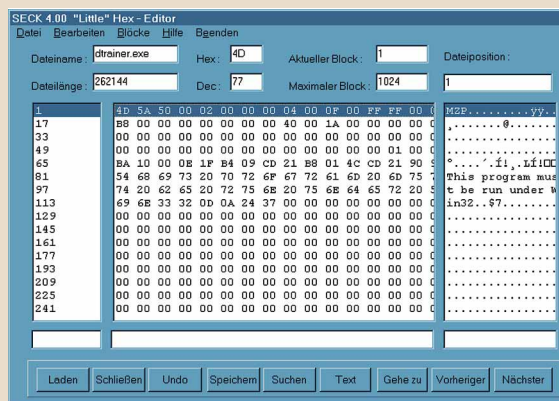 SECK 4.00 "Little" Hex - Editor
Datei Bearbeiten Blöcke Hilfe Beenden
Dateiname: dtrainer.exe Hex: 4D Aktueller Block: 1 Dateiposition:
Dateilänge: 262144 Dec: 77 Maximaler Block: 1024 1
1 4D 5A 50 00 02 00 00 00 04 00 0F 00 FF FF 00 MZP.........ÿÿ..
17 B8 00 00 00 00 00 00 00 40 00 1A 00 00 00 00 ¸.......@.......
33 00 00 00 00 00 00 00 00 00 00 00 00 00 00 00 ................
49 00 00 00 00 00 00 00 00 00 00 00 00 00 01 00 ................
65 BA 10 00 0E 1F B4 09 CD 21 B8 01 4C CD 21 90 °....´.Í!¸.LÍ!
81 54 68 69 73 20 70 72 6F 67 72 61 6D 20 6D 75 This program mus
97 74 20 62 65 20 72 75 6E 20 75 6E 64 65 72 20 t be run under W
113 69 6E 33 32 0D 0A 24 37 00 00 00 00 00 00 00 in32..$7........
129 00 00 00 00 00 00 00 00 00 00 00 00 00 00 00 ................
145 00 00 00 00 00 00 00 00 00 00 00 00 00 00 00 ................
161 00 00 00 00 00 00 00 00 00 00 00 00 00 00 00 ................
177 00 00 00 00 00 00 00 00 00 00 00 00 00 00 00 ................
193 00 00 00 00 00 00 00 00 00 00 00 00 00 00 00 ................
209 00 00 00 00 00 00 00 00 00 00 00 00 00 00 00 ................
225 00 00 00 00 00 00 00 00 00 00 00 00 00 00 00 ................
241 00 00 00 00 00 00 00 00 00 00 00 00 00 00 00 ................
Laden Schließen Undo Speichern Suchen Text Gehe zu Vorheriger Nächster